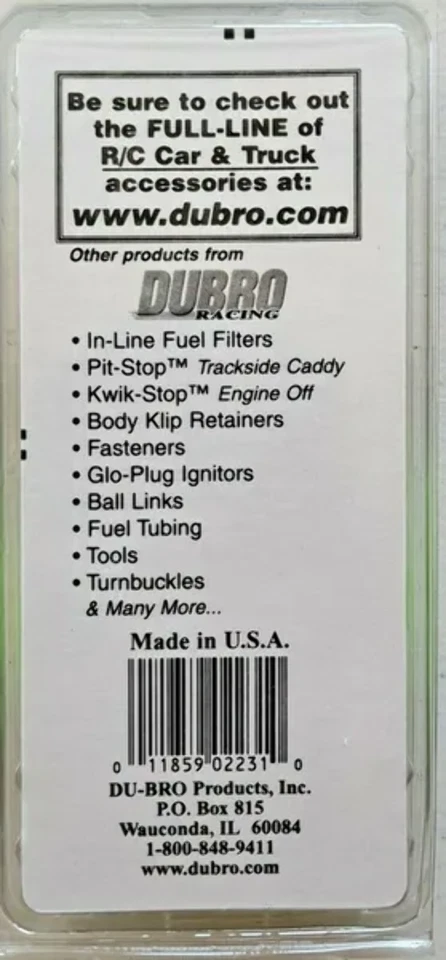 Be sure to check out
the FULL-LINE of
R/C Car & Truck
accessories at:
www.dubro.com
Other products from
DUBRO
RACING
• In-Line Fuel Filters
• Pit-Stop™ Trackside Caddy
• Kwik-Stop™ Engine Off
• Body Klip Retainers
• Fasteners
• Glo-Plug Ignitors
• Ball Links
• Fuel Tubing
• Tools
• Turnbuckles
& Many More...
Made in U.S.A.
0 11859 02231 0
DU-BRO Products, Inc.
P.O. Box 815
Wauconda, IL 60084
1-800-848-9411
www.dubro.com